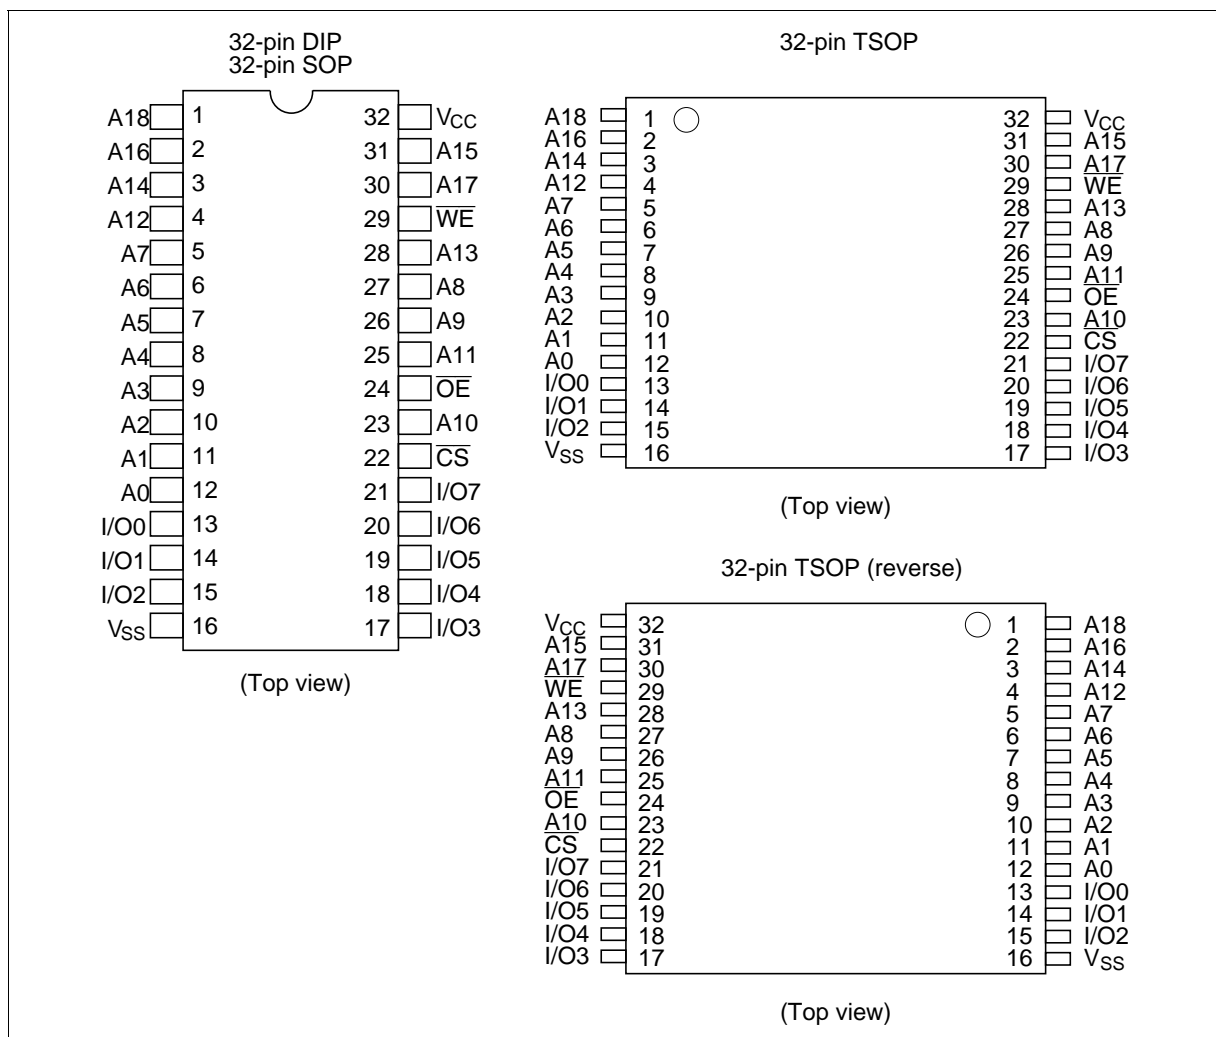 32-pin DIP
32-pin SOP
A18 1 32 VCC
A16 2 31 A15
A14 3 30 A17
A12 4 29 W̅E̅
A7 5 28 A13
A6 6 27 A8
A5 7 26 A9
A4 8 25 A11
A3 9 24 O̅E̅
A2 10 23 A10
A1 11 22 C̅S̅
A0 12 21 I/O7
I/O0 13 20 I/O6
I/O1 14 19 I/O5
I/O2 15 18 I/O4
VSS 16 17 I/O3
(Top view)
32-pin TSOP
A18 1 32 VCC
A16 2 31 A15
A14 3 30 A17
A12 4 29 W̅E̅
A7 5 28 A13
A6 6 27 A8
A5 7 26 A9
A4 8 25 A11
A3 9 24 O̅E̅
A2 10 23 A10
A1 11 22 C̅S̅
A0 12 21 I/O7
I/O0 13 20 I/O6
I/O1 14 19 I/O5
I/O2 15 18 I/O4
VSS 16 17 I/O3
(Top view)
32-pin TSOP (reverse)
VCC 32 1 A18
A15 31 2 A16
A17 30 3 A14
W̅E̅ 29 4 A12
A13 28 5 A7
A8 27 6 A6
A9 26 7 A5
A11 25 8 A4
O̅E̅ 24 9 A3
A10 23 10 A2
C̅S̅ 22 11 A1
I/O7 21 12 A0
I/O6 20 13 I/O0
I/O5 19 14 I/O1
I/O4 18 15 I/O2
I/O3 17 16 VSS
(Top view)